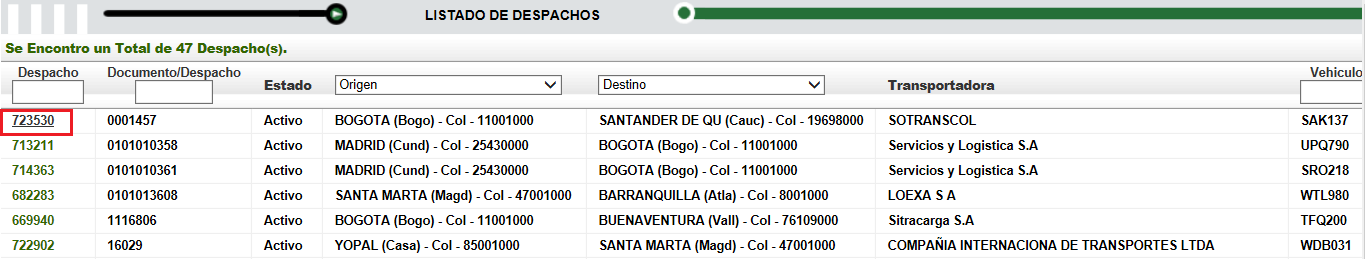 LISTADO DE DESPACHOS
Se Encontro un Total de 47 Despacho(s).
Despacho Documento/Despacho Estado Origen Destino Transportadora Vehiculo
723530 0001457 Activo BOGOTA (Bogo) - Col - 11001000 SANTANDER DE QU (Cauc) - Col - 19698000 SOTRANSCOL SAK137
713211 0101010358 Activo MADRID (Cund) - Col - 25430000 BOGOTA (Bogo) - Col - 11001000 Servicios y Logistica S.A UPQ790
714363 0101010361 Activo MADRID (Cund) - Col - 25430000 BOGOTA (Bogo) - Col - 11001000 Servicios y Logistica S.A SRO218
682283 0101013608 Activo SANTA MARTA (Magd) - Col - 47001000 BARRANQUILLA (Atla) - Col - 8001000 LOEXA S A WTL980
669940 1116806 Activo BOGOTA (Bogo) - Col - 11001000 BUENAVENTURA (Vall) - Col - 76109000 Sitracarga S.A TFQ200
722902 16029 Activo YOPAL (Casa) - Col - 85001000 SANTA MARTA (Magd) - Col - 47001000 COMPAÑIA INTERNACIONA DE TRANSPORTES LTDA WDB031